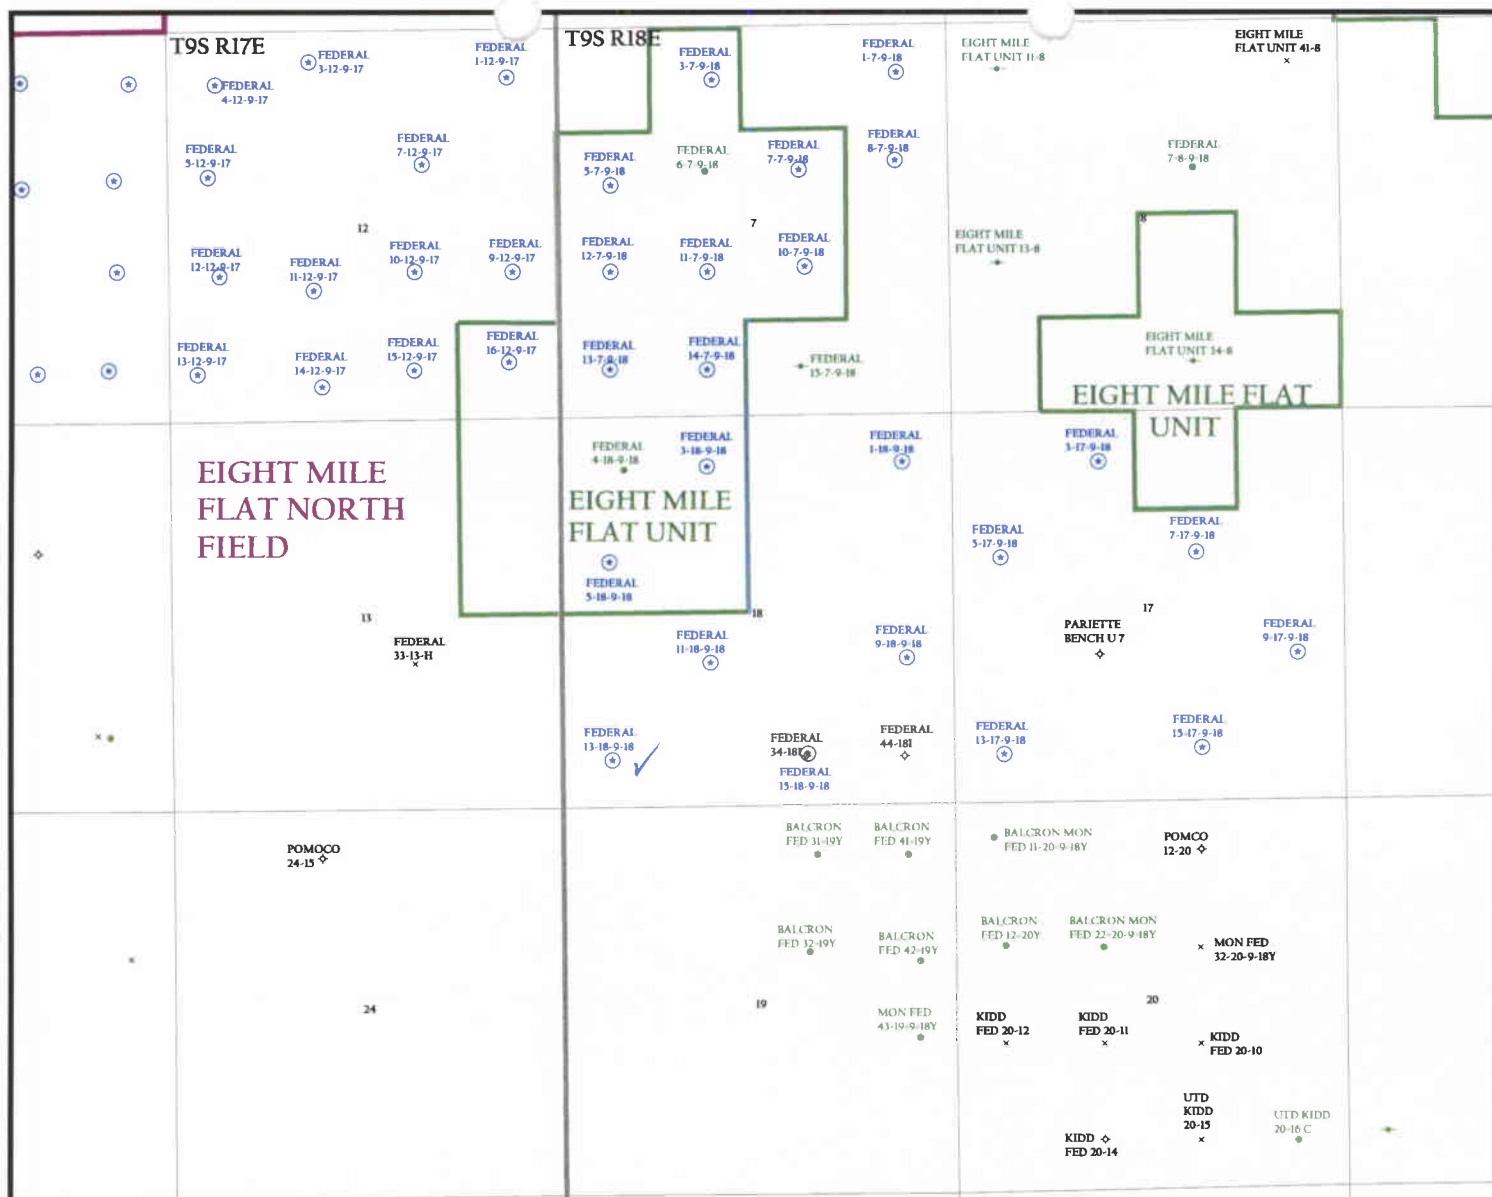 T9S R17E
T9S R18E
FEDERAL
3-12-9-17
FEDERAL
4-12-9-17
FEDERAL
1-12-9-17
FEDERAL
3-7-9-18
FEDERAL
1-7-9-18
EIGHT MILE
FLAT UNIT 11-8
EIGHT MILE
FLAT UNIT 41-8
FEDERAL
5-12-9-17
FEDERAL
7-12-9-17
FEDERAL
5-7-9-18
FEDERAL
6-7-9-18
FEDERAL
7-7-9-18
FEDERAL
8-7-9-18
FEDERAL
7-8-9-18
12
7
8
FEDERAL
12-12-9-17
FEDERAL
11-12-9-17
FEDERAL
10-12-9-17
FEDERAL
9-12-9-17
FEDERAL
12-7-9-18
FEDERAL
11-7-9-18
FEDERAL
10-7-9-18
EIGHT MILE
FLAT UNIT 13-8
FEDERAL
13-12-9-17
FEDERAL
14-12-9-17
FEDERAL
15-12-9-17
FEDERAL
16-12-9-17
FEDERAL
13-7-9-18
FEDERAL
14-7-9-18
FEDERAL
15-7-9-18
EIGHT MILE
FLAT UNIT 34-8
EIGHT MILE FLAT
UNIT
EIGHT MILE
FLAT NORTH
FIELD
FEDERAL
4-18-9-18
FEDERAL
3-18-9-18
FEDERAL
1-18-9-18
FEDERAL
3-17-9-18
EIGHT MILE
FLAT UNIT
FEDERAL
5-17-9-18
FEDERAL
7-17-9-18
FEDERAL
5-18-9-18
13
18
17
FEDERAL
33-13-H
FEDERAL
11-18-9-18
FEDERAL
9-18-9-18
PARIETTE
BENCH U 7
FEDERAL
9-17-9-18
FEDERAL
13-18-9-18
FEDERAL
34-18I
FEDERAL
15-18-9-18
FEDERAL
44-18I
FEDERAL
13-17-9-18
FEDERAL
15-17-9-18
POMOCO
24-15
BALCRON
FED 31-19Y
BALCRON
FED 41-19Y
BALCRON MON
FED 11-20-9-18Y
POMCO
12-20
BALCRON
FED 32-19Y
BALCRON
FED 42-19Y
BALCRON
FED 12-20Y
BALCRON MON
FED 22-20-9-18Y
MON FED
32-20-9-18Y
24
19
20
MON FED
43-19-9-18Y
KIDD
FED 20-12
KIDD
FED 20-11
KIDD
FED 20-10
UTD
KIDD
20-15
UTD KIDD
20-16 C
KIDD
FED 20-14